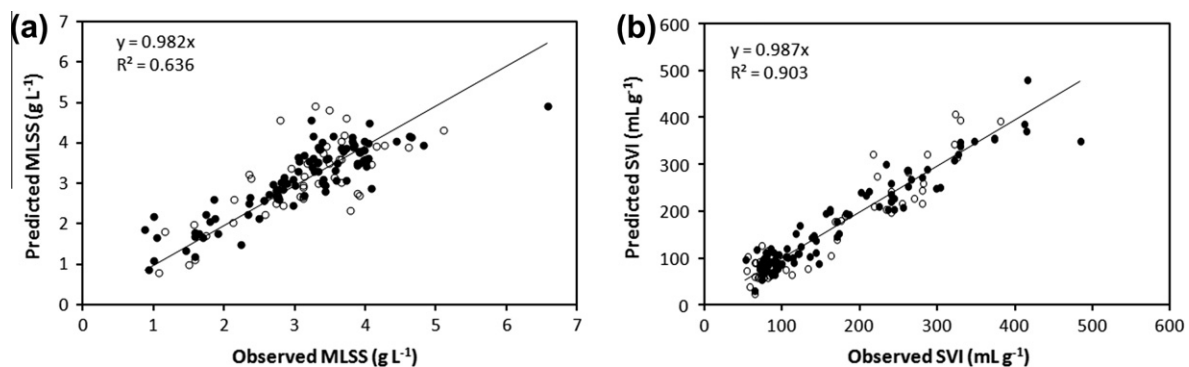 (a)
7
6
5
4
3
2
1
0
Predicted MLSS (g L⁻¹)
y = 0.982x
R² = 0.636
0 1 2 3 4 5 6 7
Observed MLSS (g L⁻¹)
(b)
600
500
400
300
200
100
0
Predicted SVI (mL g⁻¹)
y = 0.987x
R² = 0.903
0 100 200 300 400 500 600
Observed SVI (mL g⁻¹)